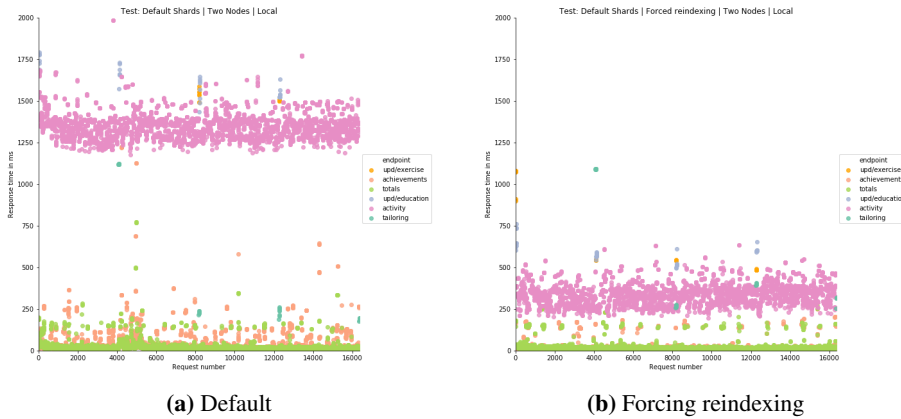 Test: Default Shards | Two Nodes | Local
2000
1750
1500
1250
1000
750
500
250
0
Response time in ms
0
2000
4000
6000
8000
10000
12000
14000
16000
Request number
endpoint
upd/exercise
achievements
totals
upd/education
activity
tailoring
(a) Default
Test: Default Shards | Forced reindexing | Two Nodes | Local
2000
1750
1500
1250
1000
750
500
250
0
Response time in ms
0
2000
4000
6000
8000
10000
12000
14000
16000
Request number
endpoint
upd/exercise
achievements
totals
upd/education
activity
tailoring
(b) Forcing reindexing